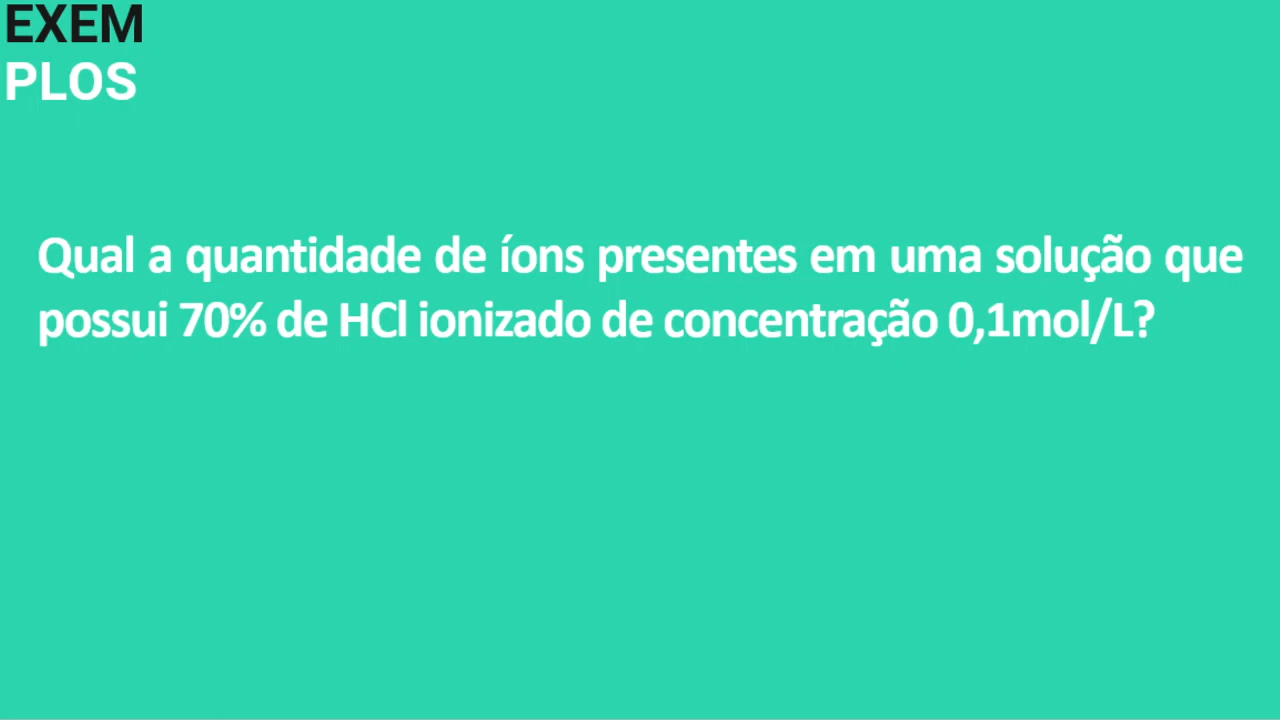 EXEM
PLOS
Qual a quantidade de íons presentes em uma solução que
possui 70% de HCl ionizado de concentração 0,1mol/L?